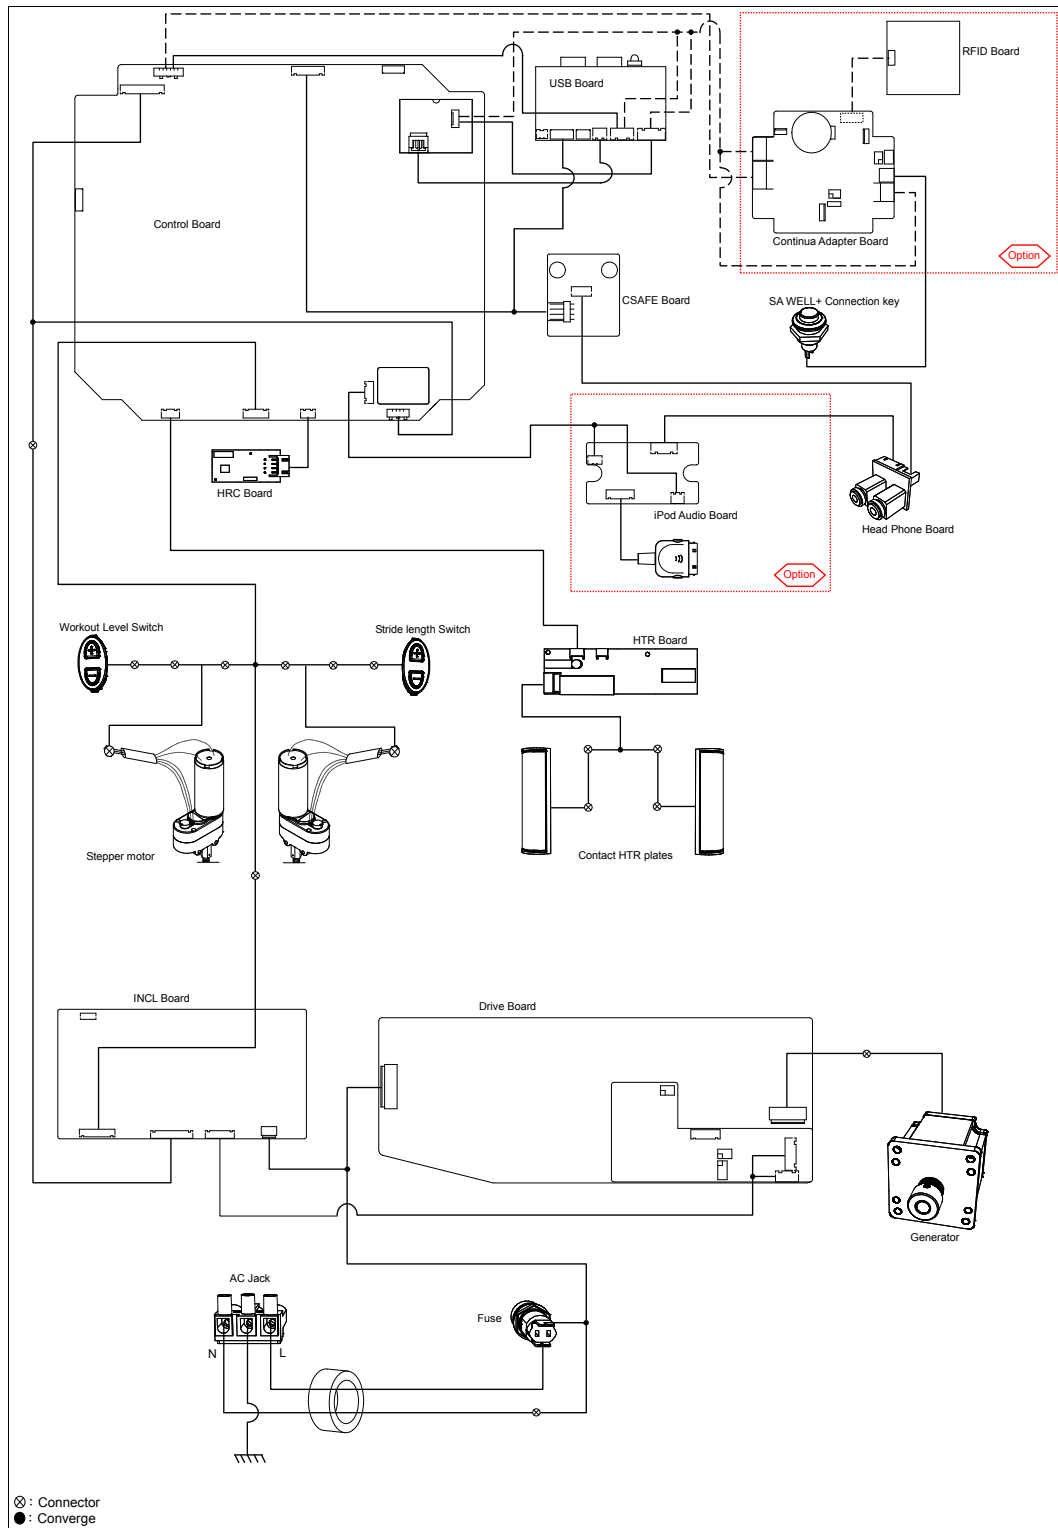 RFID Board
USB Board
Control Board
Continua Adapter Board
Option
CSAFE Board
SA WELL+ Connection key
HRC Board
iPod Audio Board
Head Phone Board
Option
Workout Level Switch
Stride length Switch
HTR Board
Stepper motor
Contact HTR plates
INCL Board
Drive Board
Generator
AC Jack
Fuse
N
L
: Connector
: Converge